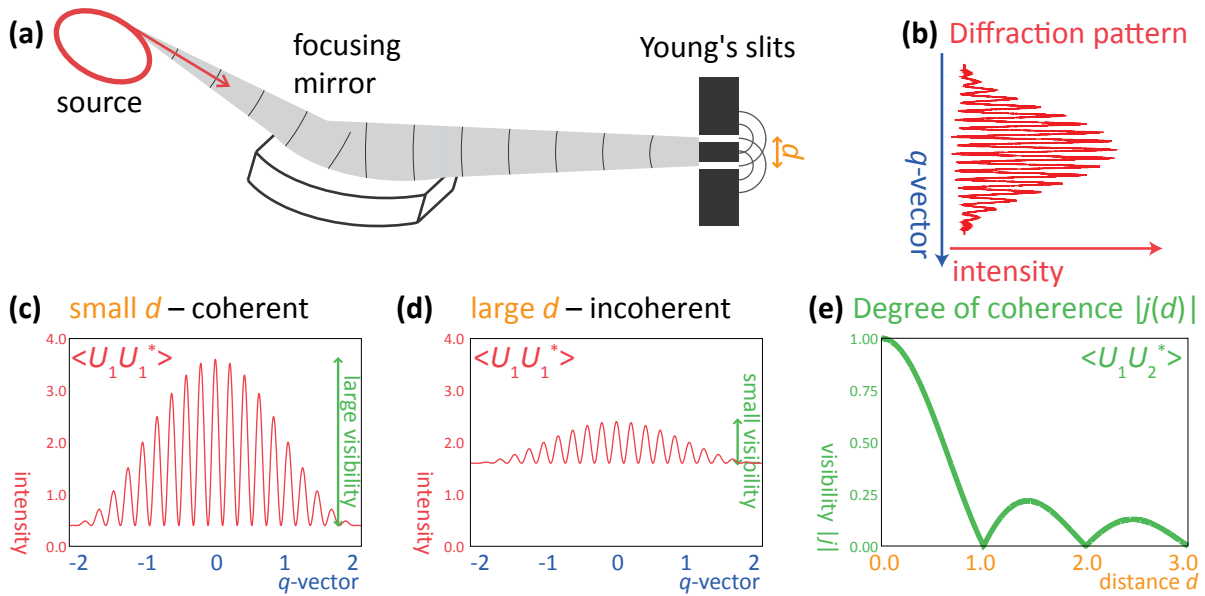 (a)
source
focusing
mirror
Young's slits
d
(b) Diffraction pattern
q-vector
intensity
(c) small d – coherent
<U₁U₁*>
large visibility
intensity
4.0
3.0
2.0
1.0
0.0
-2 -1 0 1 2
q-vector
(d) large d – incoherent
<U₁U₁*>
small visibility
intensity
4.0
3.0
2.0
1.0
0.0
-2 -1 0 1 2
q-vector
(e) Degree of coherence |j(d)|
<U₁U₂*>
visibility |j|
1.00
0.75
0.50
0.25
0.00
0.0 1.0 2.0 3.0
distance d